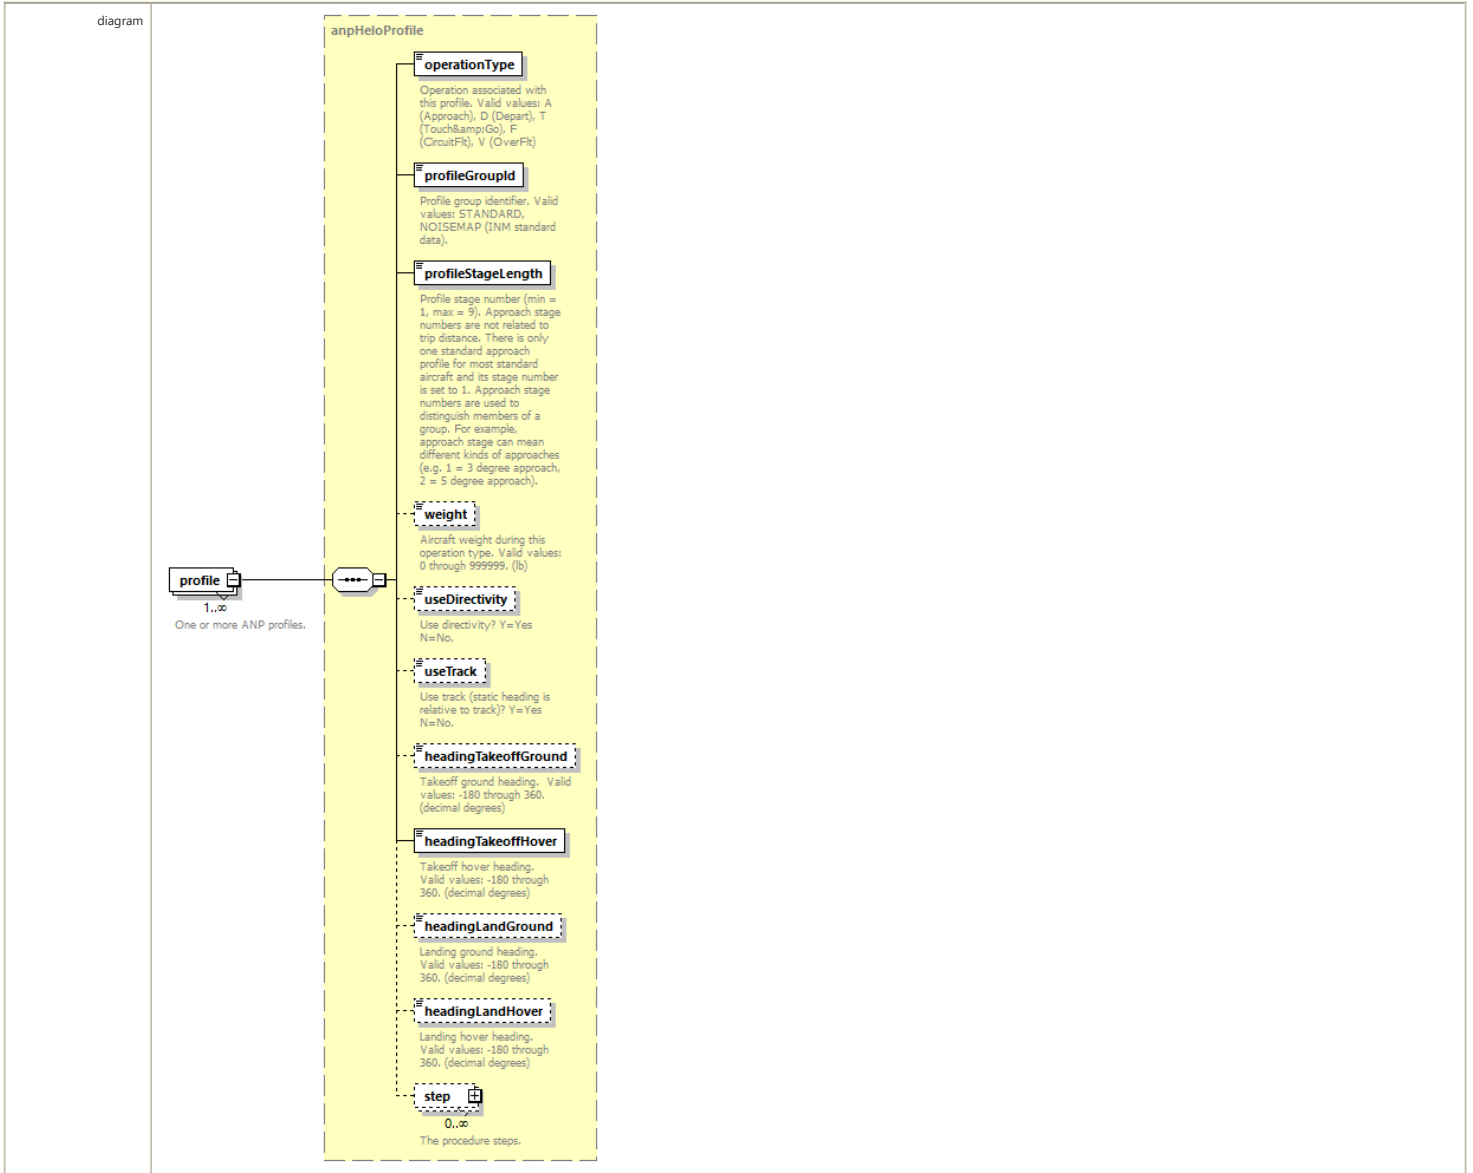 diagram
anpHeloProfile
operationType
Operation associated with
this profile. Valid values: A
(Approach), D (Depart), T
(Touch&amp;Go), F
(CircuitFlt), V (OverFlt)
profileGroupId
Profile group identifier. Valid
values: STANDARD,
NOISEMAP (INM standard
data).
profileStageLength
Profile stage number (min =
1, max = 9). Approach stage
numbers are not related to
trip distance. There is only
one standard approach
profile for most standard
aircraft and its stage number
is set to 1. Approach stage
numbers are used to
distinguish members of a
group. For example,
approach stage can mean
different kinds of approaches
(e.g. 1 = 3 degree approach,
2 = 5 degree approach).
weight
Aircraft weight during this
operation type. Valid values:
0 through 999999. (lb)
profile
1..∞
One or more ANP profiles.
useDirectivity
Use directivity? Y=Yes
N=No.
useTrack
Use track (static heading is
relative to track)? Y=Yes
N=No.
headingTakeoffGround
Takeoff ground heading.  Valid
values: -180 through 360.
(decimal degrees)
headingTakeoffHover
Takeoff hover heading.
Valid values: -180 through
360. (decimal degrees)
headingLandGround
Landing ground heading.
Valid values: -180 through
360. (decimal degrees)
headingLandHover
Landing hover heading.
Valid values: -180 through
360. (decimal degrees)
step
0..∞
The procedure steps.